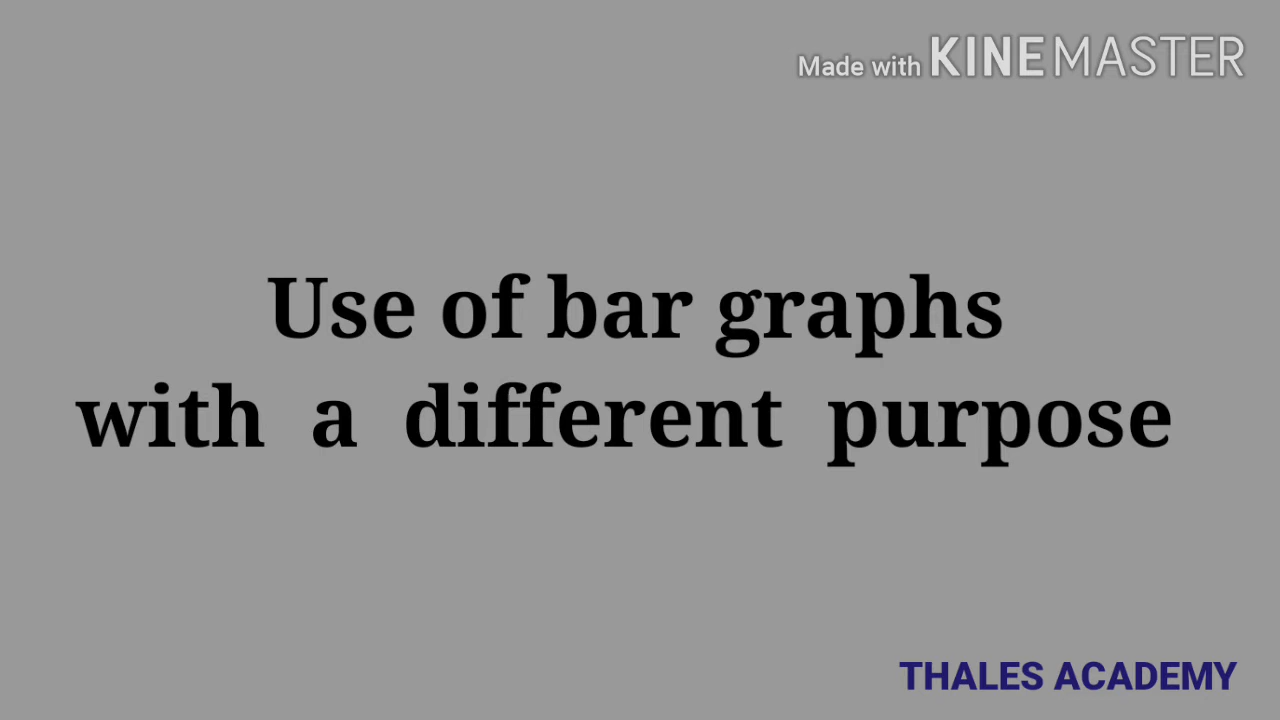 Made with KINEMASTER
Use of bar graphs
with a different purpose
THALES ACADEMY